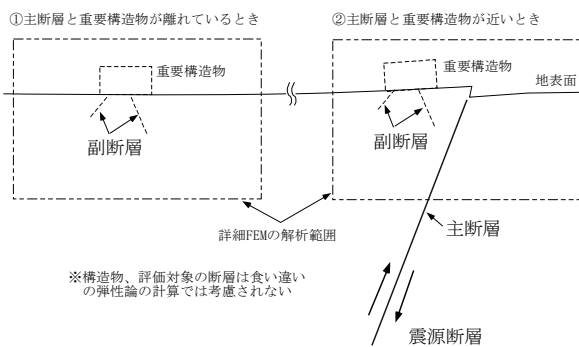 ①主断層と重要構造物が離れているとき
②主断層と重要構造物が近いとき
重要構造物
副断層
重要構造物
地表面
副断層
詳細FEMの解析範囲
主断層
※構造物、評価対象の断層は食い違い
の弾性論の計算では考慮されない
震源断層